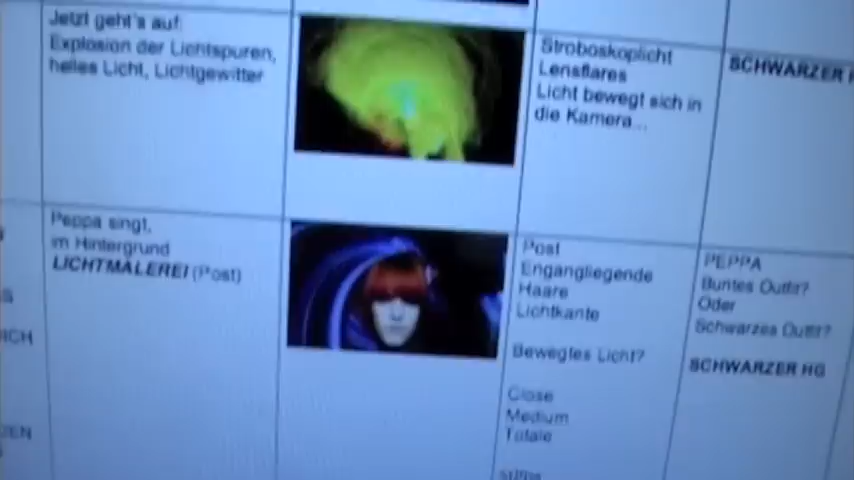 Jetzt geht's auf:
Explosion der Lichtspuren,
helles Licht, Lichtgewitter
Stroboskoplicht
Lensflares
Licht bewegt sich in
die Kamera...
SCHWARZER H
Peppa singt,
im Hintergrund
LICHTMALEREI (Post)
Post
Enganliegende
Haare
Lichtkante
Bewegtes Licht?
Close
Medium
Totale
PEPPA
Buntes Outfit?
Oder
Schwarzes Outfit?
SCHWARZER HG